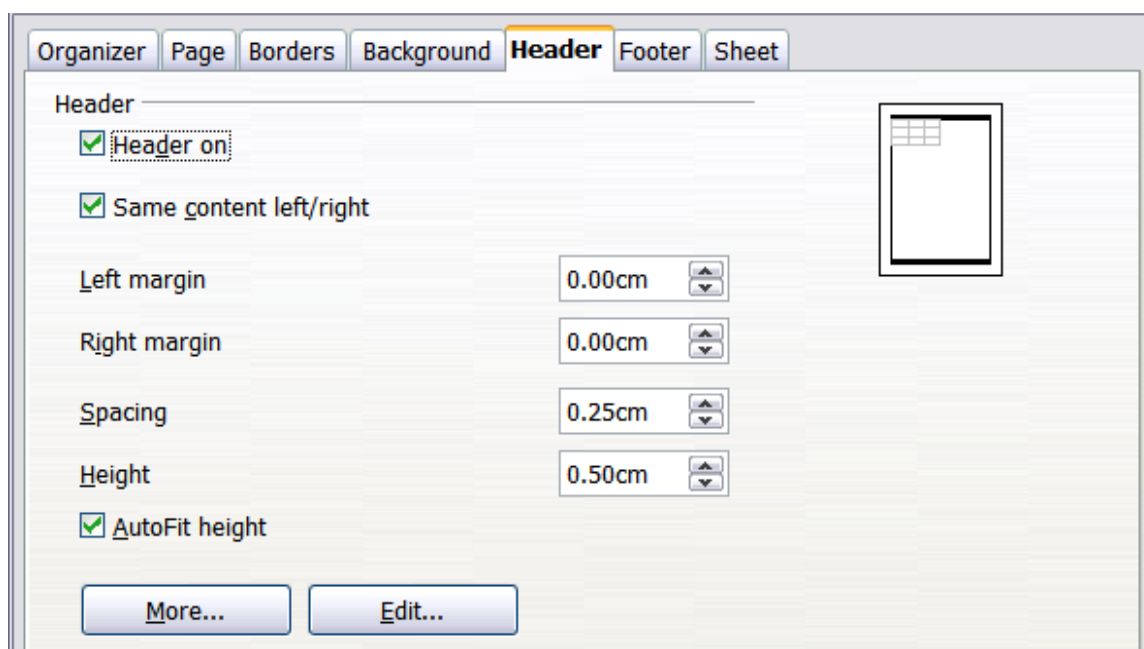 Organizer Page Borders Background Header Footer Sheet
Header
Header on
Same content left/right
Left margin 0.00cm
Right margin 0.00cm
Spacing 0.25cm
Height 0.50cm
AutoFit height
More... Edit...